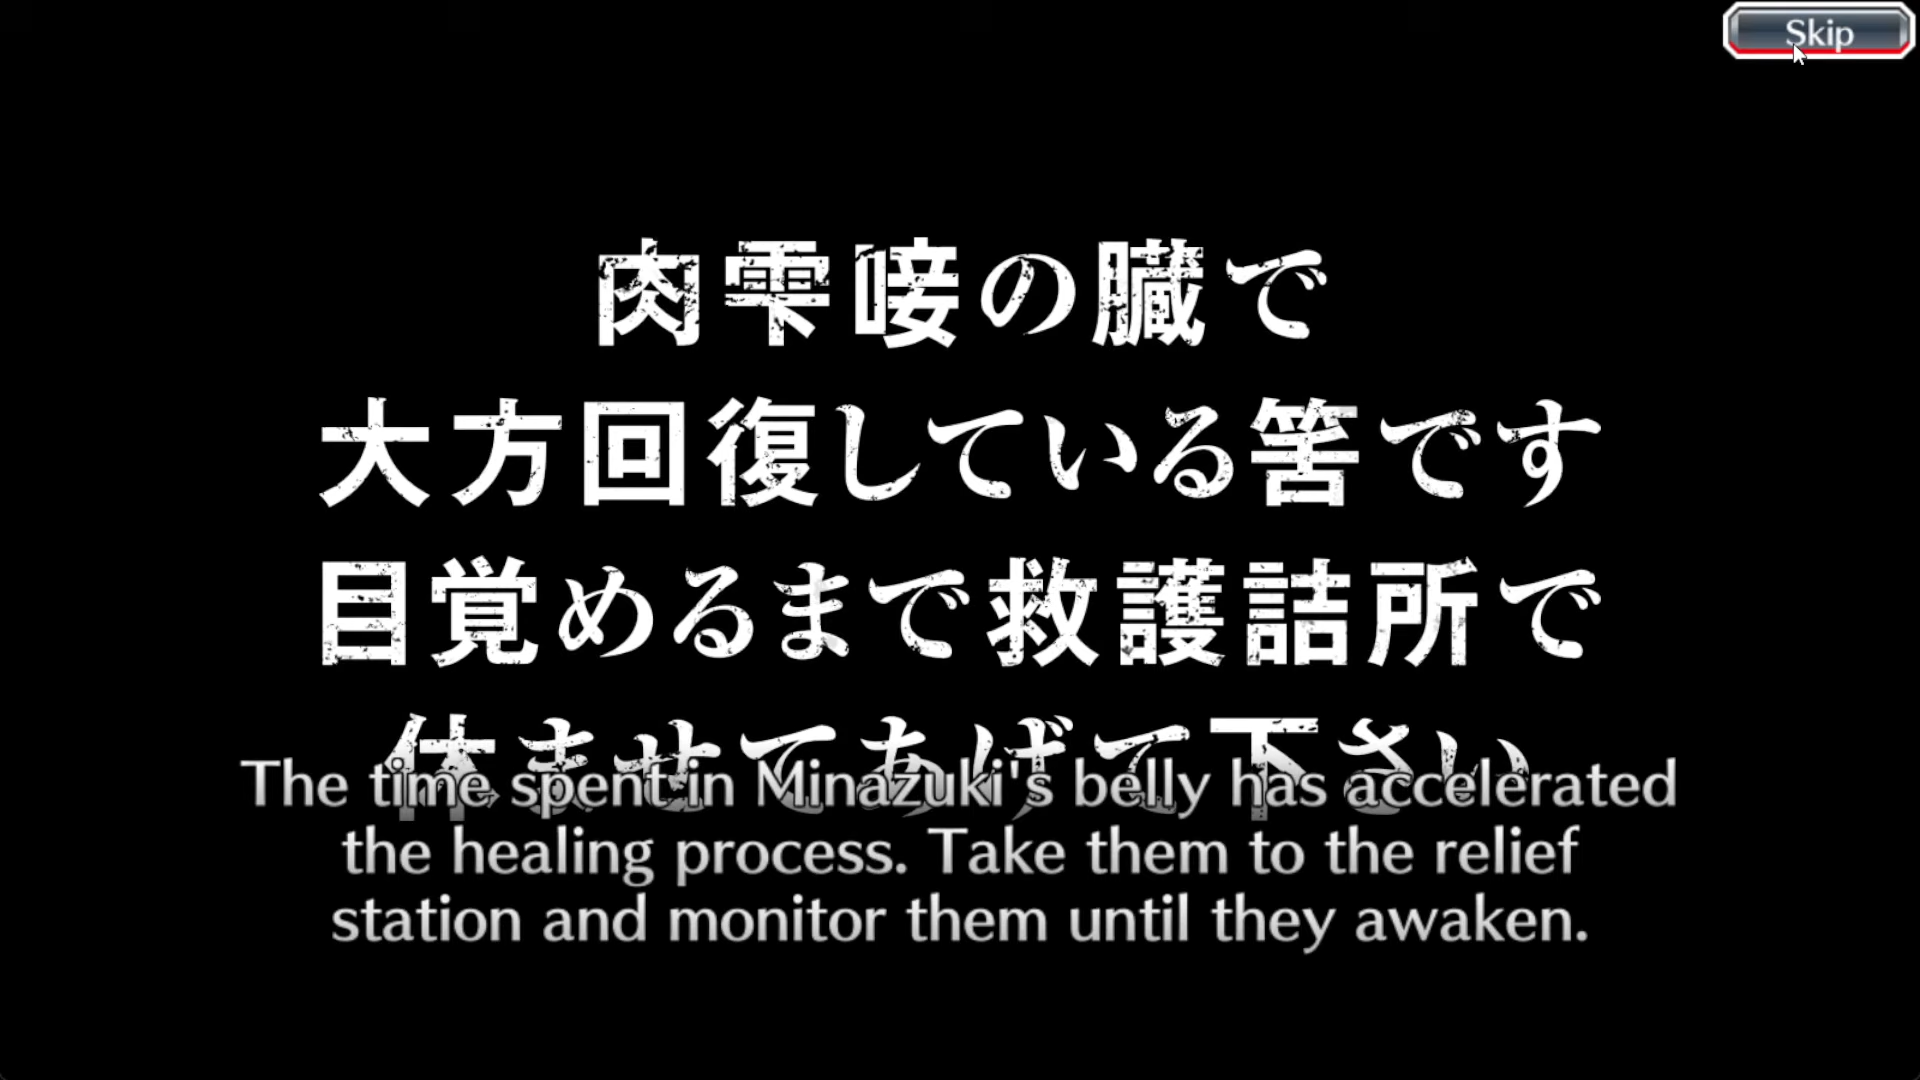 Skip
肉雫唼の臓で
大方回復している筈です
目覚めるまで救護詰所で
休ませてあげて下さい
The time spent in Minazuki's belly has accelerated
the healing process. Take them to the relief
station and monitor them until they awaken.